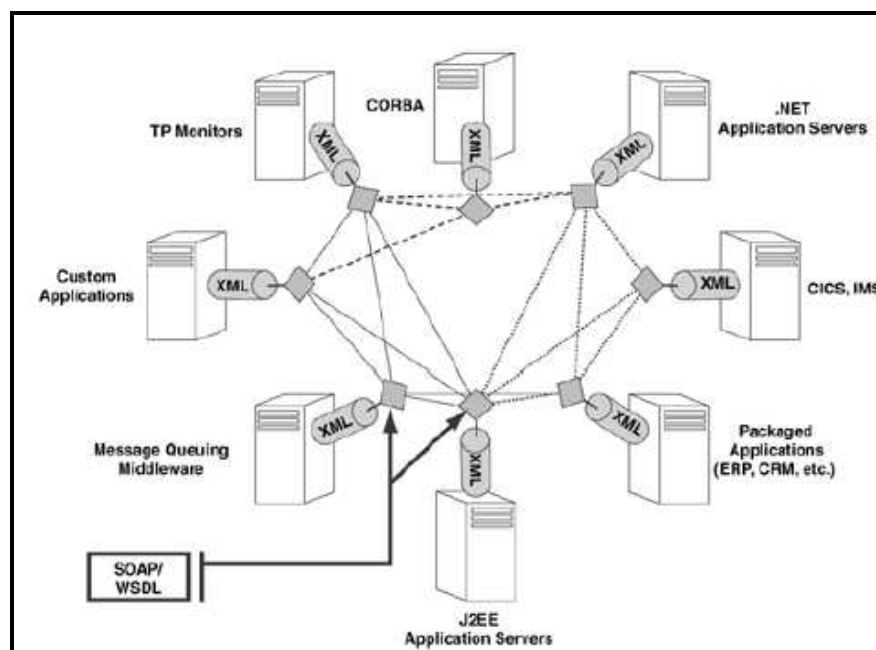 CORBA
TP Monitors
.NET
Application Servers
XML
XML
XML
Custom
Applications
XML
XML
CICS, IMS
Message Queuing
Middleware
XML
XML
XML
Packaged
Applications
(ERP, CRM, etc.)
SOAP/
WSDL
J2EE
Application Servers